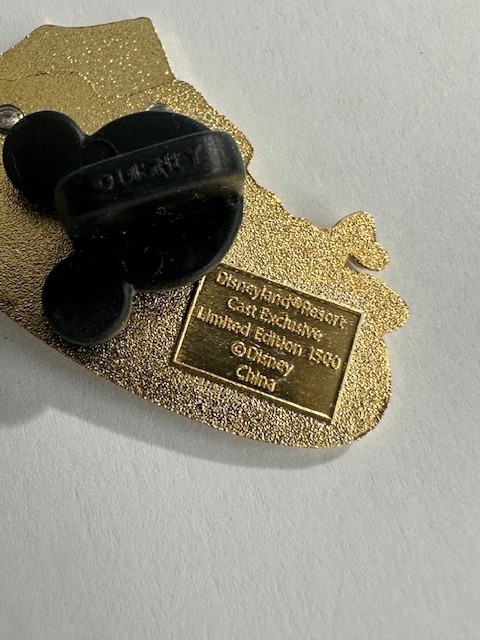 © DISNEY
Disneyland®Resort
Cast Exclusive
Limited Edition 1500
©Disney
China